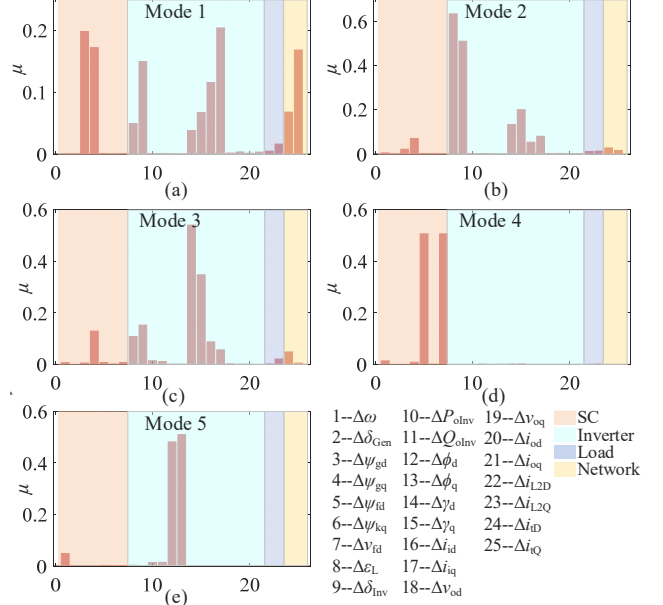 Mode 1
μ
0.2
0.1
0
0 10 20
(a)
Mode 2
μ
0.6
0.4
0.2
0
0 10 20
(b)
Mode 3
μ
0.6
0.4
0.2
0
0 10 20
(c)
Mode 4
μ
0.6
0.4
0.2
0
0 10 20
(d)
Mode 5
μ
0.6
0.4
0.2
0
0 10 20
(e)
1--Δω 10--ΔP_oInv 19--Δv_oq SC
2--Δδ_Gen 11--ΔQ_oInv 20--Δi_od Inverter
3--Δψ_gd 12--Δϕ_d 21--Δi_oq Load
4--Δψ_gq 13--Δϕ_q 22--Δi_L2D Network
5--Δψ_fd 14--Δγ_d 23--Δi_L2Q
6--Δψ_kq 15--Δγ_q 24--Δi_tD
7--Δv_fd 16--Δi_id 25--Δi_tQ
8--Δε_L 17--Δi_iq
9--Δδ_Inv 18--Δv_od